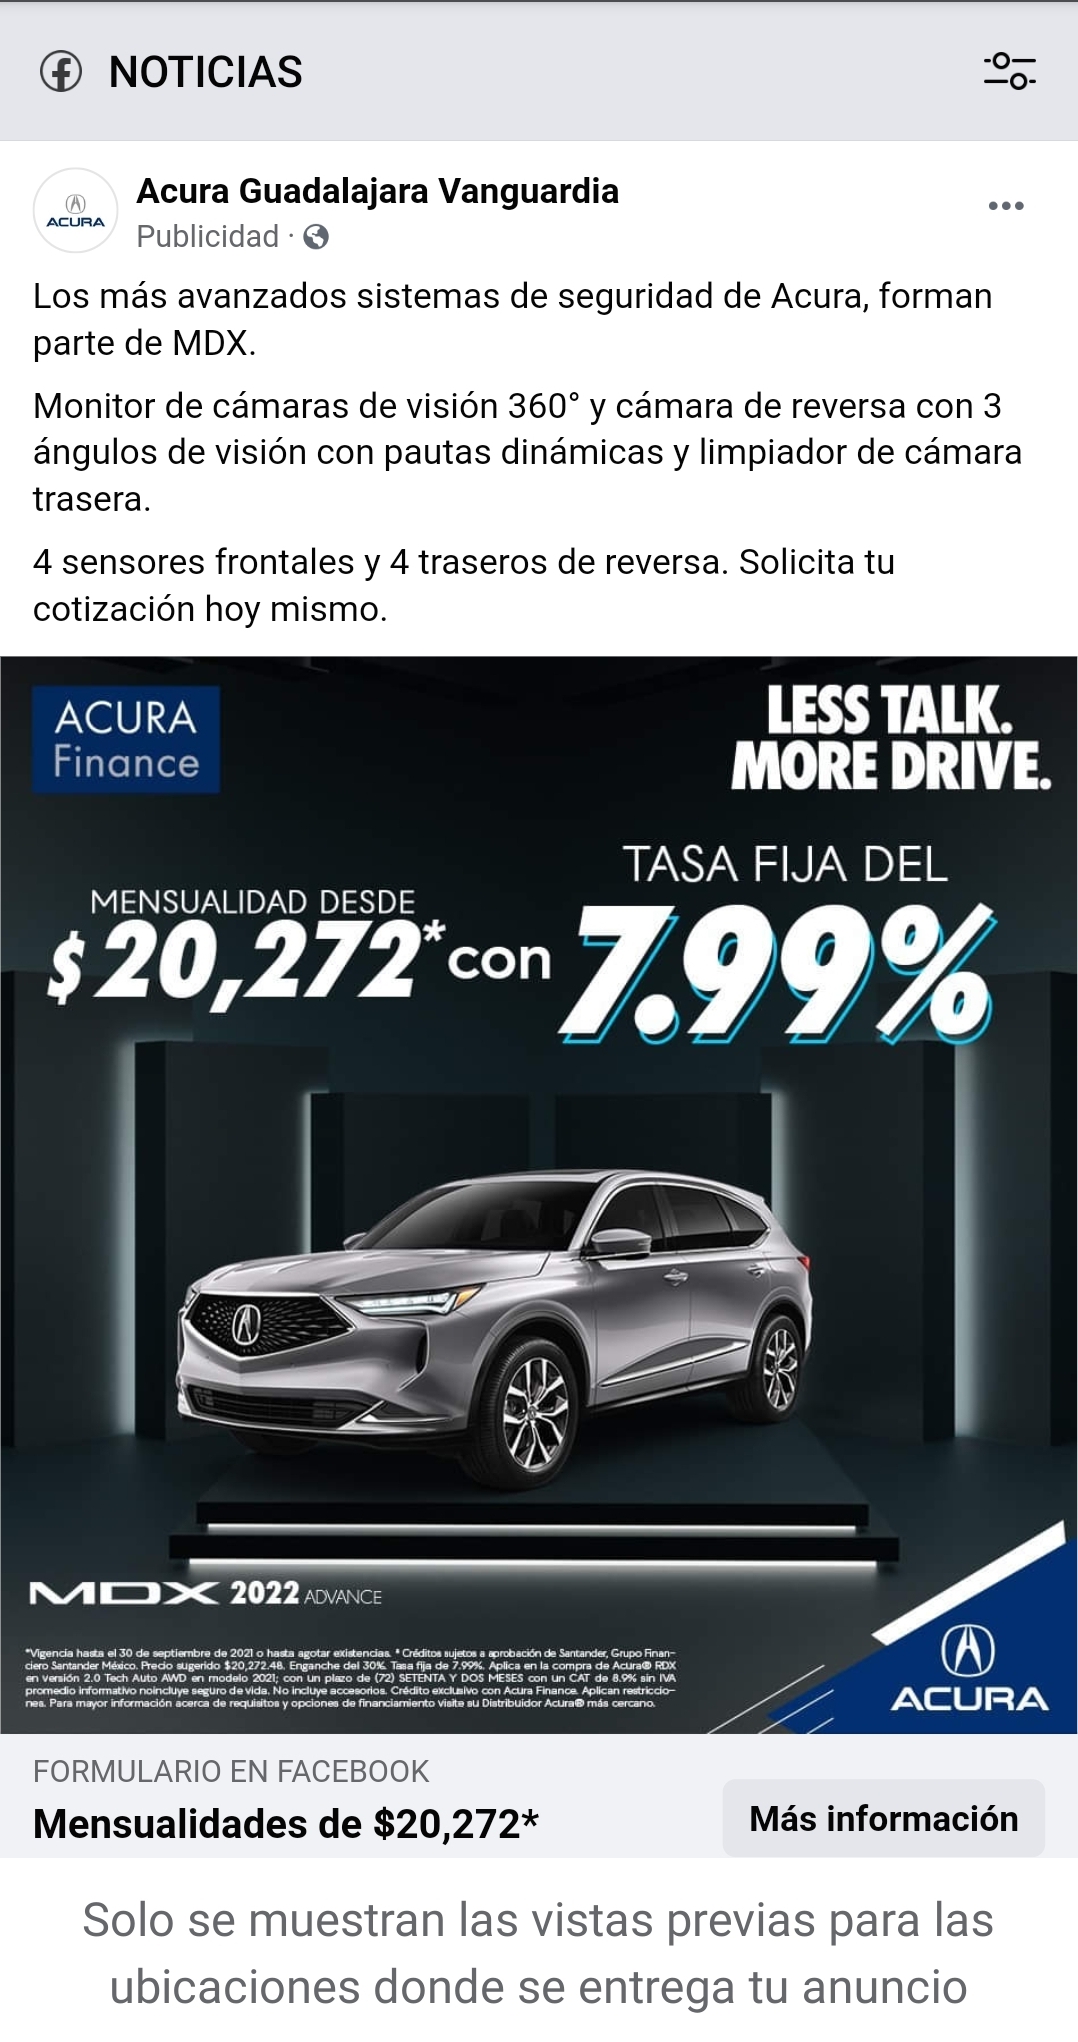 NOTICIAS
ACURA
Acura Guadalajara Vanguardia
Publicidad ·
Los más avanzados sistemas de seguridad de Acura, forman
parte de MDX.
Monitor de cámaras de visión 360° y cámara de reversa con 3
ángulos de visión con pautas dinámicas y limpiador de cámara
trasera.
4 sensores frontales y 4 traseros de reversa. Solicita tu
cotización hoy mismo.
ACURA
Finance
LESS TALK.
MORE DRIVE.
MENSUALIDAD DESDE
$20,272* con
TASA FIJA DEL
7.99%
MDX 2022 ADVANCE
*Vigencia hasta el 30 de septiembre de 2021 o hasta agotar existencias. * Créditos sujetos a aprobación de Santander, Grupo Finan-
ciero Santander México. Precio sugerido $20,272.48. Enganche del 30%. Tasa fija de 7.99%. Aplica en la compra de Acura® RDX
en versión 2.0 Tech Auto AWD en modelo 2021; con un plazo de (72) SETENTA Y DOS MESES con un CAT de 8.9% sin IVA
promedio informativo noincluye seguro de vida. No incluye accesorios. Crédito exclusivo con Acura Finance. Aplican restriccio-
nes. Para mayor información acerca de requisitos y opciones de financiamiento visite su Distribuidor Acura® más cercano.
ACURA
FORMULARIO EN FACEBOOK
Mensualidades de $20,272*
Más información
Solo se muestran las vistas previas para las
ubicaciones donde se entrega tu anuncio